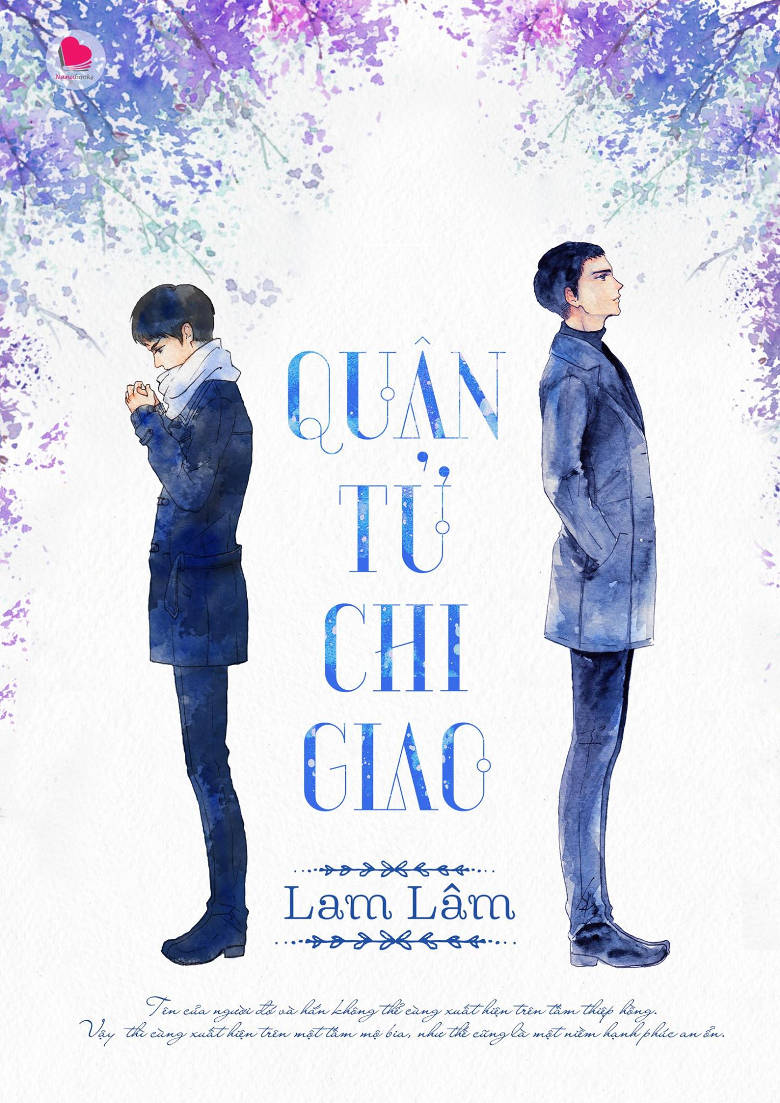 NanaBooks
QUÂN
TỬ
CHI
GIAO
Lam Lâm
Tên của người đó và hắn không thể cùng xuất hiện trên tấm thiệp hồng.
Vậy thì cùng xuất hiện trên một tấm mộ bia, như thế cũng là một niềm hạnh phúc an ổn.